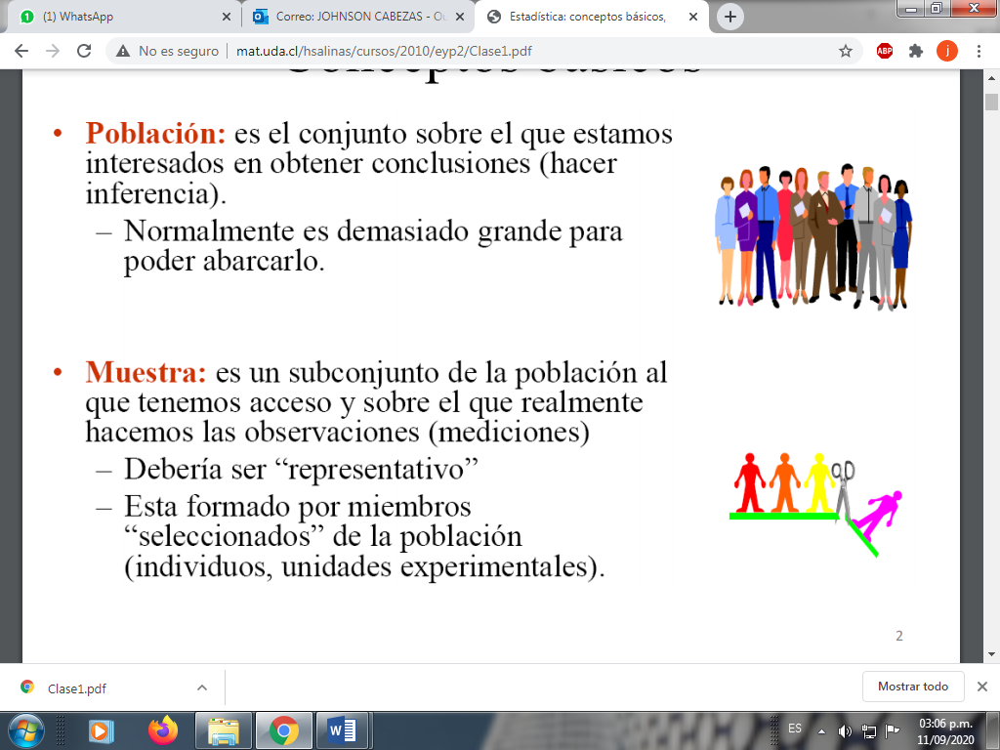 (1) WhatsApp
Correo: JOHNSON CABEZAS - Ou
Estadística: conceptos básicos,
No es seguro
mat.uda.cl/hsalinas/cursos/2010/eyp2/Clase1.pdf
ABP
j
Conceptos básicos
• Población: es el conjunto sobre el que estamos
interesados en obtener conclusiones (hacer
inferencia).
– Normalmente es demasiado grande para
poder abarcarlo.
• Muestra: es un subconjunto de la población al
que tenemos acceso y sobre el que realmente
hacemos las observaciones (mediciones)
– Debería ser “representativo”
– Esta formado por miembros
“seleccionados” de la población
(individuos, unidades experimentales).
2
Clase1.pdf
Mostrar todo
ES
03:06 p.m.
11/09/2020